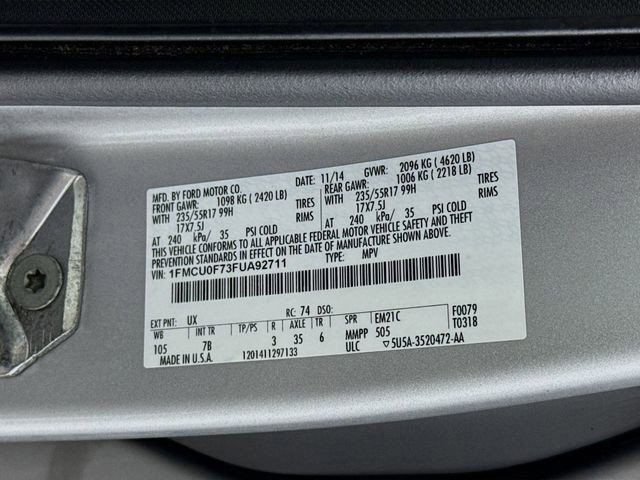 MFD. BY FORD MOTOR CO.
DATE: 11/14 GVWR: 2096 KG ( 4620 LB)
FRONT GAWR: 1098 KG ( 2420 LB) REAR GAWR: 1006 KG ( 2218 LB)
WITH 235/55R17 99H TIRES WITH 235/55R17 99H TIRES
17X7.5J RIMS 17X7.5J RIMS
AT 240 kPa/ 35 PSI COLD AT 240 kPa/ 35 PSI COLD
THIS VEHICLE CONFORMS TO ALL APPLICABLE FEDERAL MOTOR VEHICLE SAFETY AND THEFT
PREVENTION STANDARDS IN EFFECT ON THE DATE OF MANUFACTURE SHOWN ABOVE.
VIN: 1FMCU0F73FUA92711 TYPE: MPV
EXT PNT: UX RC: 74 DSO: F0079
WB INT TR TP/PS R AXLE TR SPR EM21C T0318
105 7B 3 35 6 MMPP 505
MADE IN U.S.A. 1201411297133 ULC ▽5U5A-3520472-AA